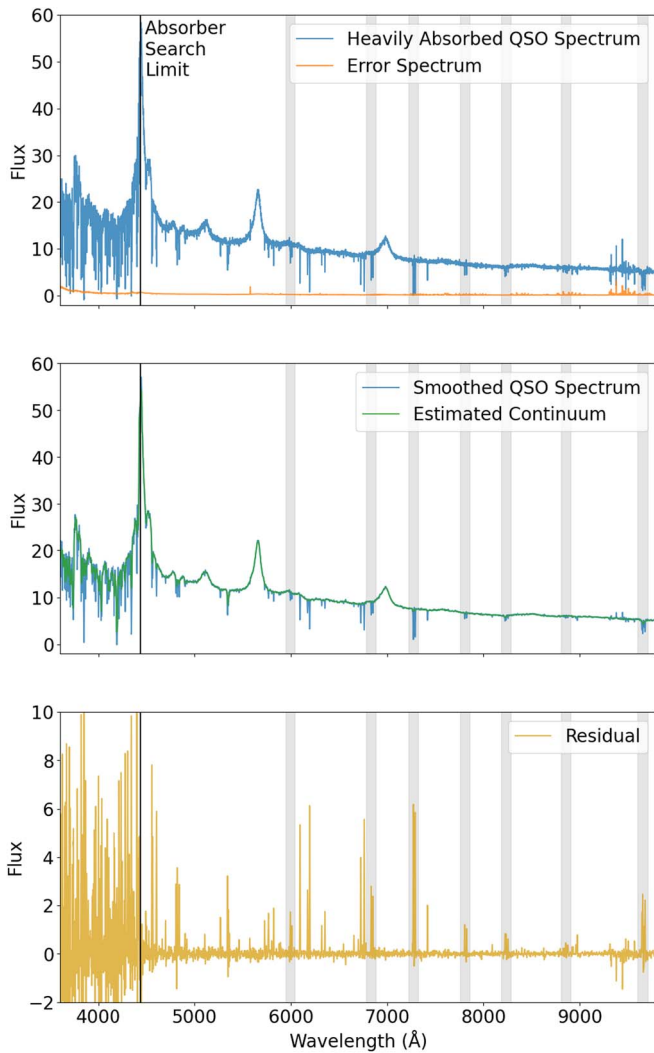 60
50
40
30
20
10
0
Flux
Absorber
Search
Limit
Heavily Absorbed QSO Spectrum
Error Spectrum
60
50
40
30
20
10
0
Flux
Smoothed QSO Spectrum
Estimated Continuum
10
8
6
4
2
0
−2
Flux
Residual
4000 5000 6000 7000 8000 9000
Wavelength (Å)